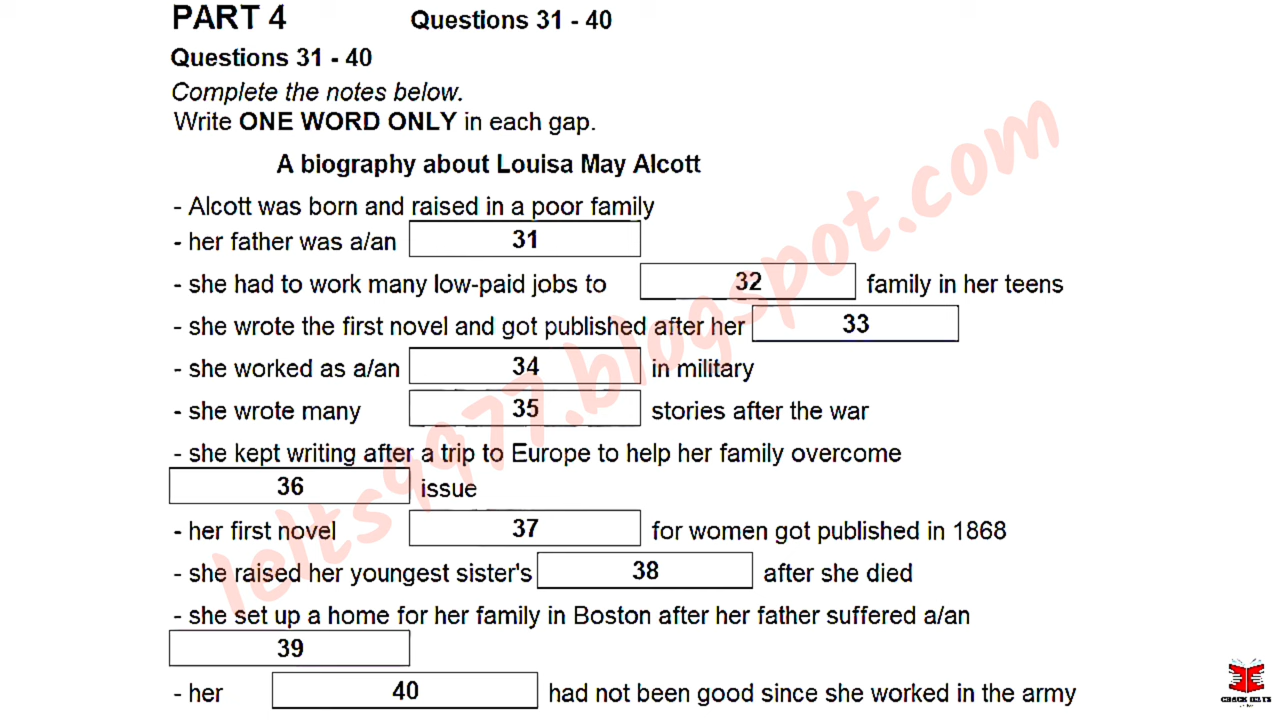 PART 4 Questions 31 - 40
Questions 31 - 40
Complete the notes below.
Write ONE WORD ONLY in each gap.
A biography about Louisa May Alcott
- Alcott was born and raised in a poor family
- her father was a/an 31
- she had to work many low-paid jobs to 32 family in her teens
- she wrote the first novel and got published after her 33
- she worked as a/an 34 in military
- she wrote many 35 stories after the war
- she kept writing after a trip to Europe to help her family overcome
36 issue
- her first novel 37 for women got published in 1868
- she raised her youngest sister's 38 after she died
- she set up a home for her family in Boston after her father suffered a/an
39
- her 40 had not been good since she worked in the army
Ielts9977.blogspot.com